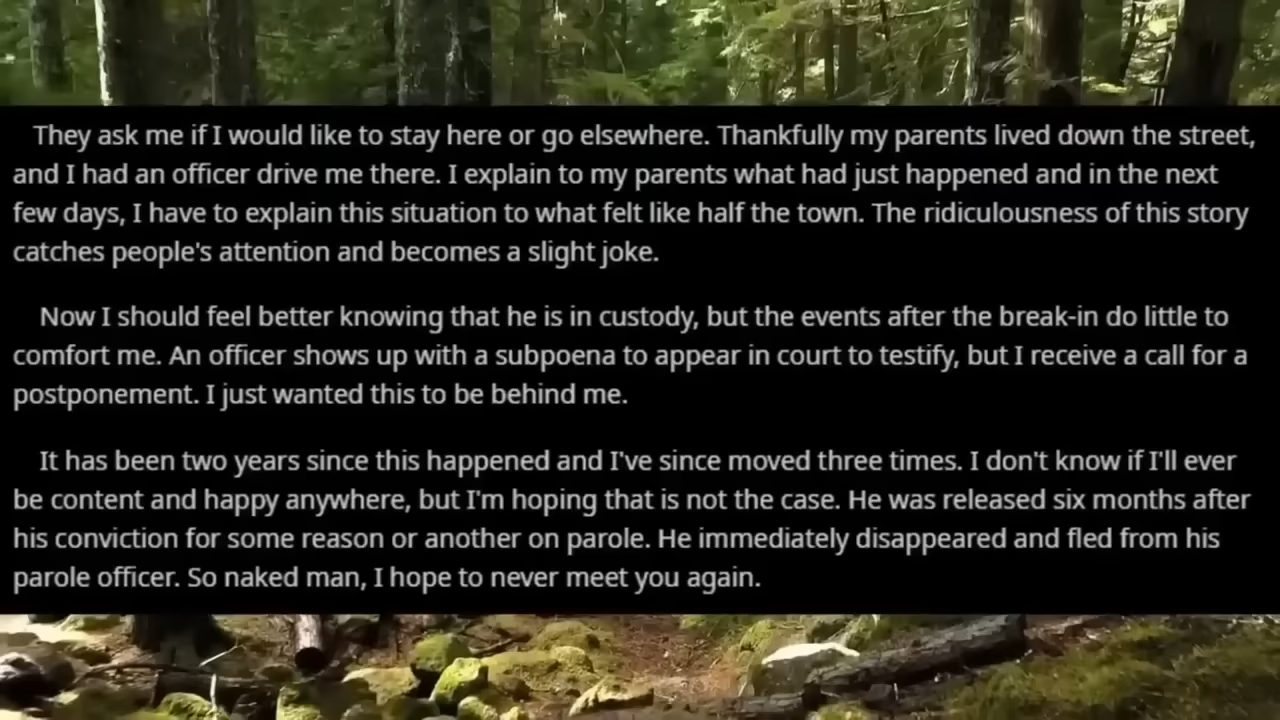 They ask me if I would like to stay here or go elsewhere. Thankfully my parents lived down the street,
and I had an officer drive me there. I explain to my parents what had just happened and in the next
few days, I have to explain this situation to what felt like half the town. The ridiculousness of this story
catches people's attention and becomes a slight joke.
Now I should feel better knowing that he is in custody, but the events after the break-in do little to
comfort me. An officer shows up with a subpoena to appear in court to testify, but I receive a call for a
postponement. I just wanted this to be behind me.
It has been two years since this happened and I've since moved three times. I don't know if I'll ever
be content and happy anywhere, but I'm hoping that is not the case. He was released six months after
his conviction for some reason or another on parole. He immediately disappeared and fled from his
parole officer. So naked man, I hope to never meet you again.